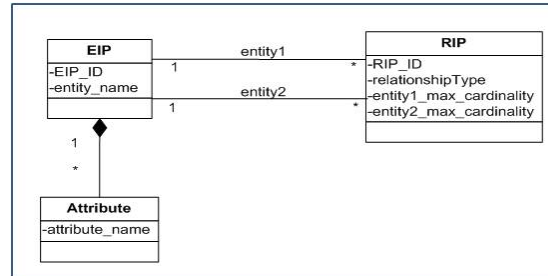 EIP
-EIP_ID
-entity_name
entity1
1
*
entity2
1
*
RIP
-RIP_ID
-relationshipType
-entity1_max_cardinality
-entity2_max_cardinality
1
*
Attribute
-attribute_name